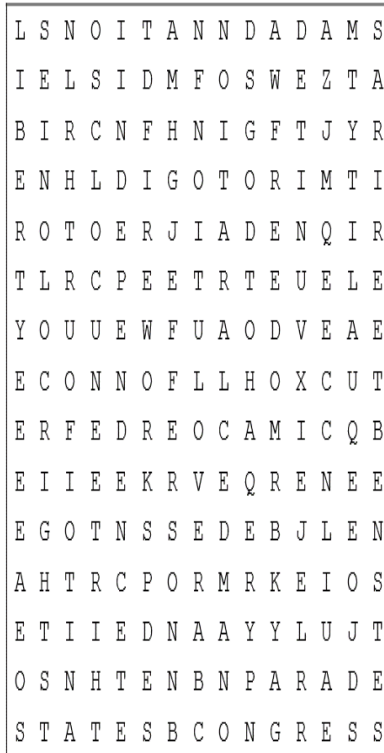 L S N O I T A N N D A D A M S
I E L S I D M F O S W E Z T A
B I R C N F H N I G F T J Y R
E N H L D I G O T O R I M T I
R O T O E R J I A D E N Q I R
T L R C P E E T R T E U E L E
Y O U U E W F U A O D V E A E
E C O N N O F L L H O X C U T
E R F E D R E O C A M I C Q B
E I I E E K R V E Q R E N E E
E G O T N S S E D E B J L E N
A H T R C P O R M R K E I O S
E T I I E D N A A Y Y L U J T
O S N H T E N B N P A R A D E
S T A T E S B C O N G R E S S